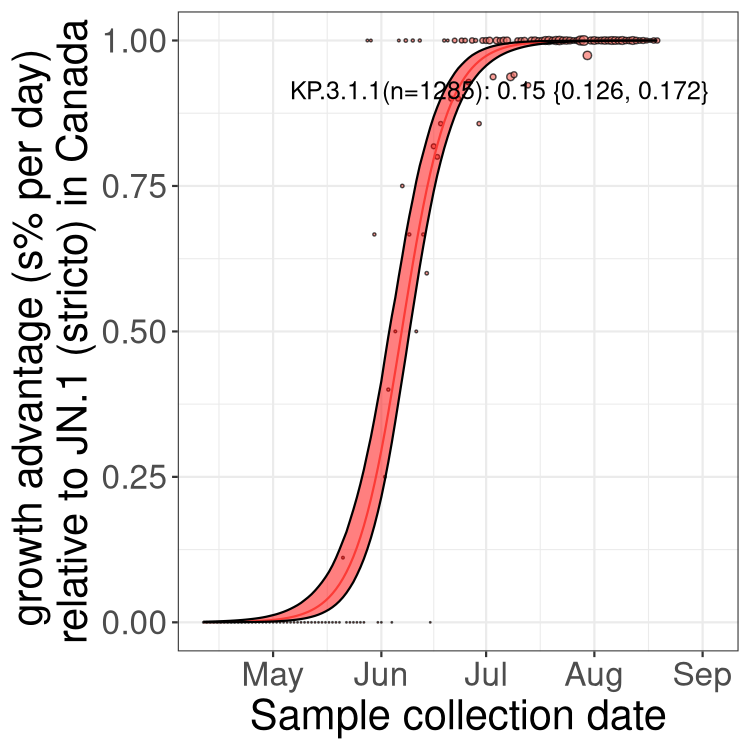 growth advantage (s% per day)
relative to JN.1 (stricto) in Canada
1.00
0.75
0.50
0.25
0.00
KP.3.1.1(n=1285): 0.15 {0.126, 0.172}
May Jun Jul Aug Sep
Sample collection date